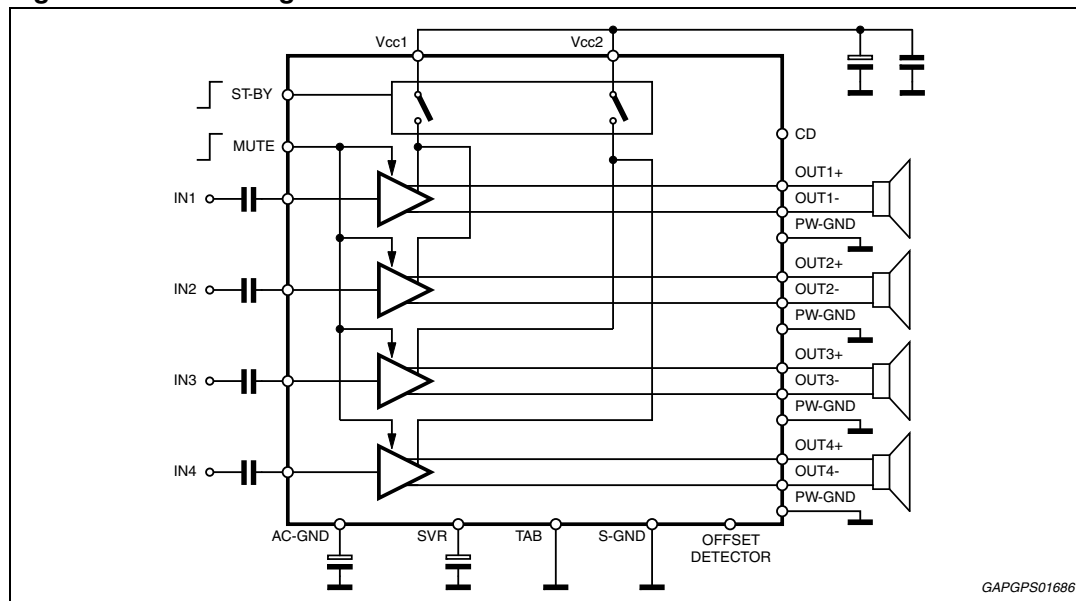 Vcc1
Vcc2
ST-BY
MUTE
CD
IN1
OUT1+
OUT1-
PW-GND
IN2
OUT2+
OUT2-
PW-GND
IN3
OUT3+
OUT3-
PW-GND
IN4
OUT4+
OUT4-
PW-GND
AC-GND
SVR
TAB
S-GND
OFFSET
DETECTOR
GAPGPS01686